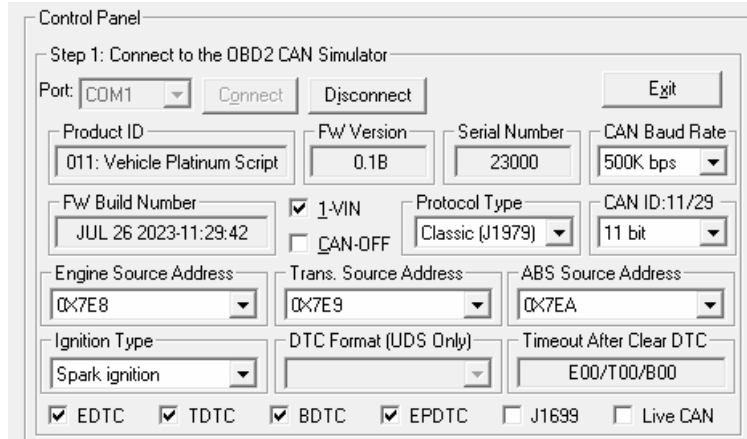 Control Panel
Step 1: Connect to the OBD2 CAN Simulator
Port: COM1 Connect Disconnect Exit
Product ID FW Version Serial Number CAN Baud Rate
011: Vehicle Platinum Script 0.1B 23000 500K bps
FW Build Number 1-VIN Protocol Type CAN ID:11/29
JUL 26 2023-11:29:42 CAN-OFF Classic (J1979) 11 bit
Engine Source Address Trans. Source Address ABS Source Address
0X7E8 0X7E9 0X7EA
Ignition Type DTC Format (UDS Only) Timeout After Clear DTC
Spark ignition E00/T00/B00
EDTC TDTC BDTC EPDTC J1699 Live CAN